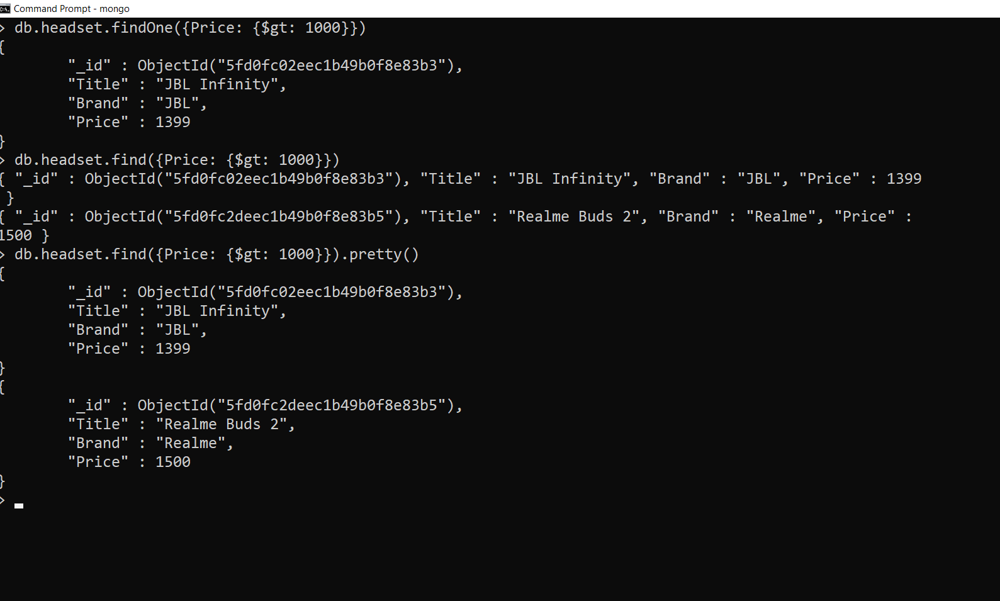 Command Prompt - mongo
> db.headset.findOne({Price: {$gt: 1000}})
{
        "_id" : ObjectId("5fd0fc02eec1b49b0f8e83b3"),
        "Title" : "JBL Infinity",
        "Brand" : "JBL",
        "Price" : 1399
}
> db.headset.find({Price: {$gt: 1000}})
{ "_id" : ObjectId("5fd0fc02eec1b49b0f8e83b3"), "Title" : "JBL Infinity", "Brand" : "JBL", "Price" : 1399
 }
{ "_id" : ObjectId("5fd0fc2deec1b49b0f8e83b5"), "Title" : "Realme Buds 2", "Brand" : "Realme", "Price" :
1500 }
> db.headset.find({Price: {$gt: 1000}}).pretty()
{
        "_id" : ObjectId("5fd0fc02eec1b49b0f8e83b3"),
        "Title" : "JBL Infinity",
        "Brand" : "JBL",
        "Price" : 1399
}
{
        "_id" : ObjectId("5fd0fc2deec1b49b0f8e83b5"),
        "Title" : "Realme Buds 2",
        "Brand" : "Realme",
        "Price" : 1500
}
>